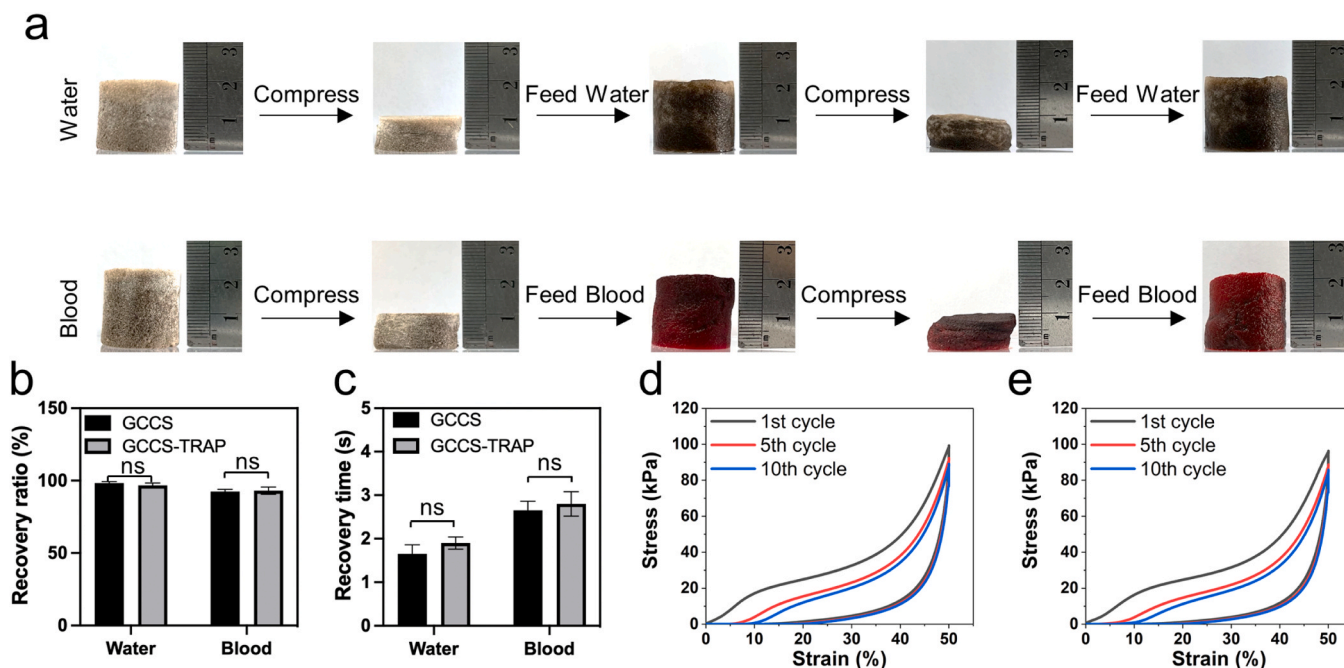 a
Water
Compress
Feed Water
Compress
Feed Water
Blood
Compress
Feed Blood
Compress
Feed Blood
b
Recovery ratio (%)
150
100
50
0
GCCS
GCCS-TRAP
ns
ns
Water
Blood
c
Recovery time (s)
5
4
3
2
1
0
GCCS
GCCS-TRAP
ns
ns
Water
Blood
d
Stress (kPa)
120
100
80
60
40
20
0
1st cycle
5th cycle
10th cycle
0 10 20 30 40 50
Strain (%)
e
Stress (kPa)
120
100
80
60
40
20
0
1st cycle
5th cycle
10th cycle
0 10 20 30 40 50
Strain (%)